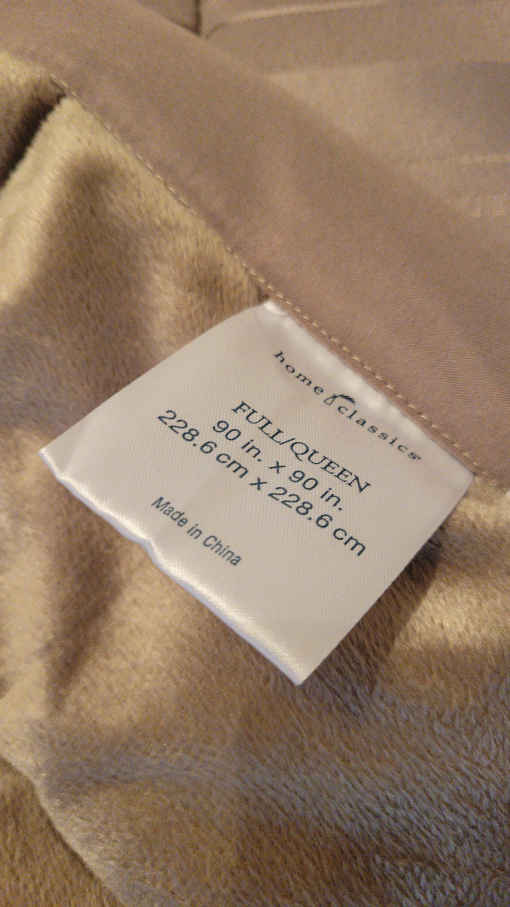 home classics
FULL/QUEEN
90 in. x 90 in.
228.6 cm x 228.6 cm
Made in China